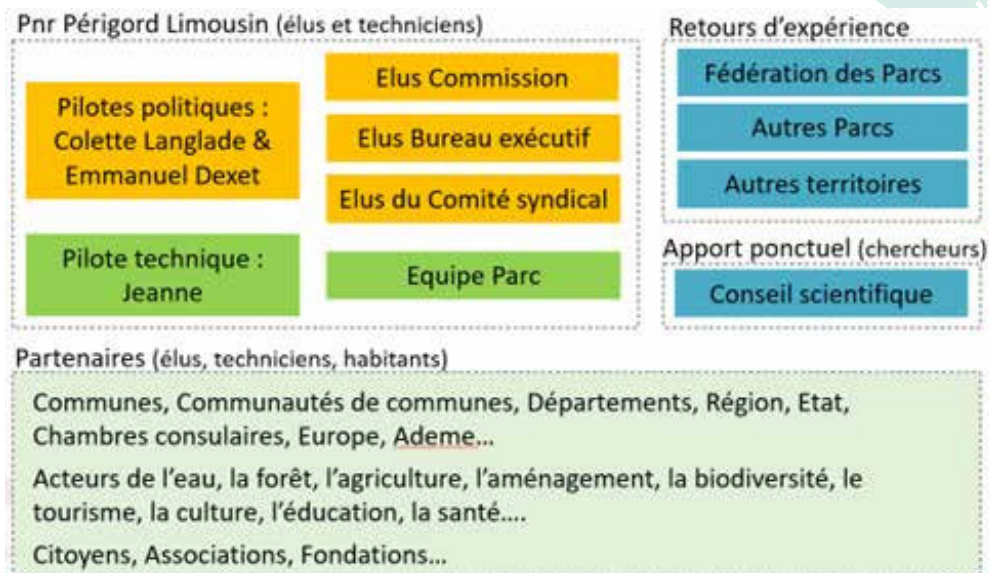 Pnr Périgord Limousin (élus et techniciens)
Pilotes politiques :
Colette Langlade &
Emmanuel Dexet
Elus Commission
Elus Bureau exécutif
Elus du Comité syndical
Pilote technique :
Jeanne
Equipe Parc
Retours d'expérience
Fédération des Parcs
Autres Parcs
Autres territoires
Apport ponctuel (chercheurs)
Conseil scientifique
Partenaires (élus, techniciens, habitants)
Communes, Communautés de communes, Départements, Région, Etat,
Chambres consulaires, Europe, Ademe...
Acteurs de l'eau, la forêt, l'agriculture, l'aménagement, la biodiversité, le
tourisme, la culture, l'éducation, la santé....
Citoyens, Associations, Fondations...